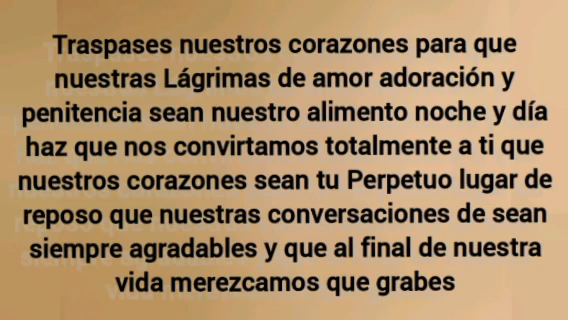 Traspases nuestros corazones para que
nuestras Lágrimas de amor adoración y
penitencia sean nuestro alimento noche y día
haz que nos convirtamos totalmente a ti que
nuestros corazones sean tu Perpetuo lugar de
reposo que nuestras conversaciones de sean
siempre agradables y que al final de nuestra
vida merezcamos que grabes